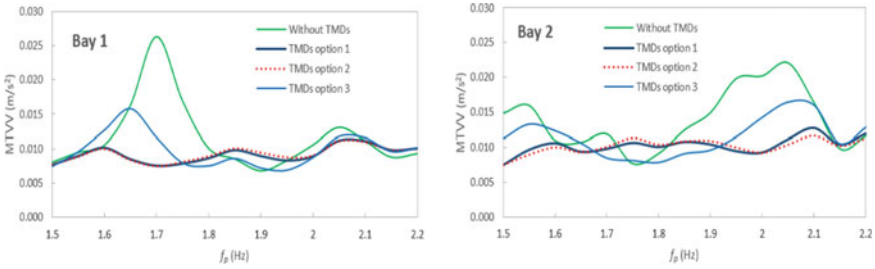 Bay 1
MTVV (m/s²)
0.030
0.025
0.020
0.015
0.010
0.005
0.000
1.5 1.6 1.7 1.8 1.9 2 2.1 2.2
fₚ (Hz)
Without TMDs
TMDs option 1
TMDs option 2
TMDs option 3
Bay 2
MTVV (m/s²)
0.030
0.025
0.020
0.015
0.010
0.005
0.000
1.5 1.6 1.7 1.8 1.9 2 2.1 2.2
fₚ (Hz)
Without TMDs
TMDs option 1
TMDs option 2
TMDs option 3